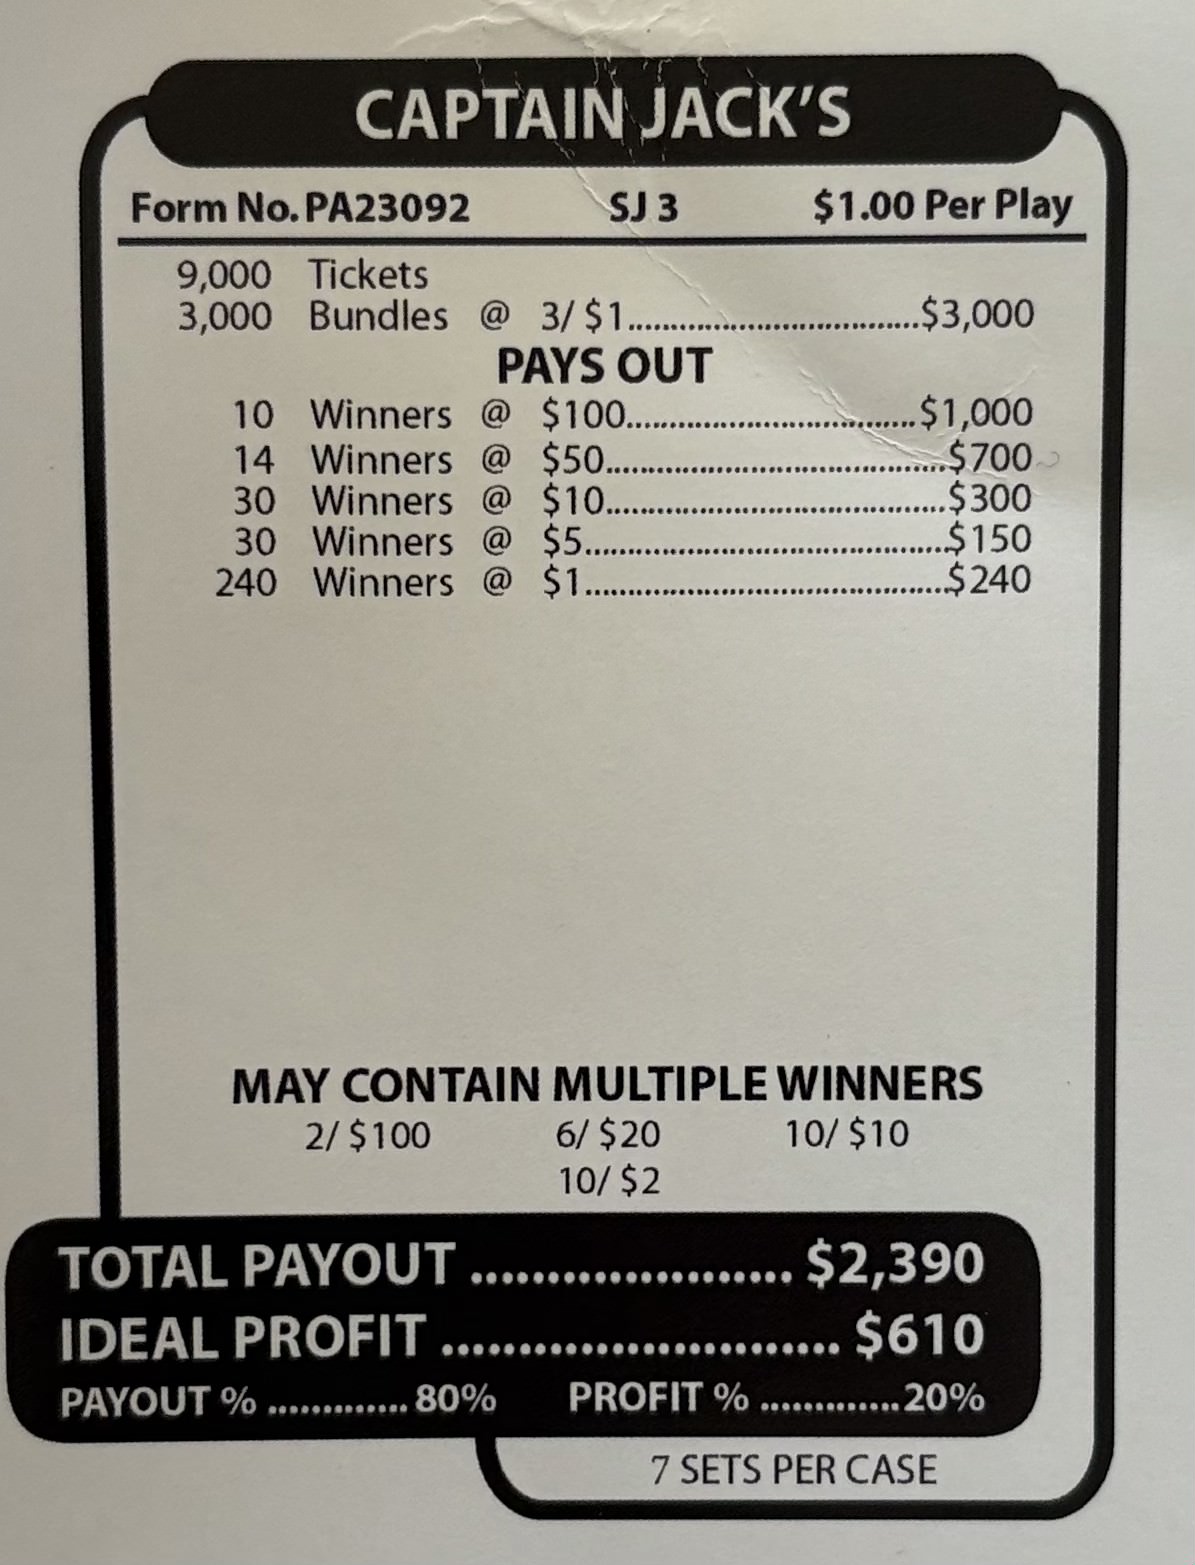 CAPTAIN JACK'S
Form No. PA23092 SJ 3 $1.00 Per Play
9,000 Tickets
3,000 Bundles @ 3/ $1..................................$3,000
PAYS OUT
10 Winners @ $100..................................$1,000
14 Winners @ $50.......................................$700
30 Winners @ $10.......................................$300
30 Winners @ $5.........................................$150
240 Winners @ $1.........................................$240
MAY CONTAIN MULTIPLE WINNERS
2/ $100 6/ $20 10/ $10
10/ $2
TOTAL PAYOUT ..................... $2,390
IDEAL PROFIT .......................... $610
PAYOUT % ............. 80% PROFIT % .............20%
7 SETS PER CASE